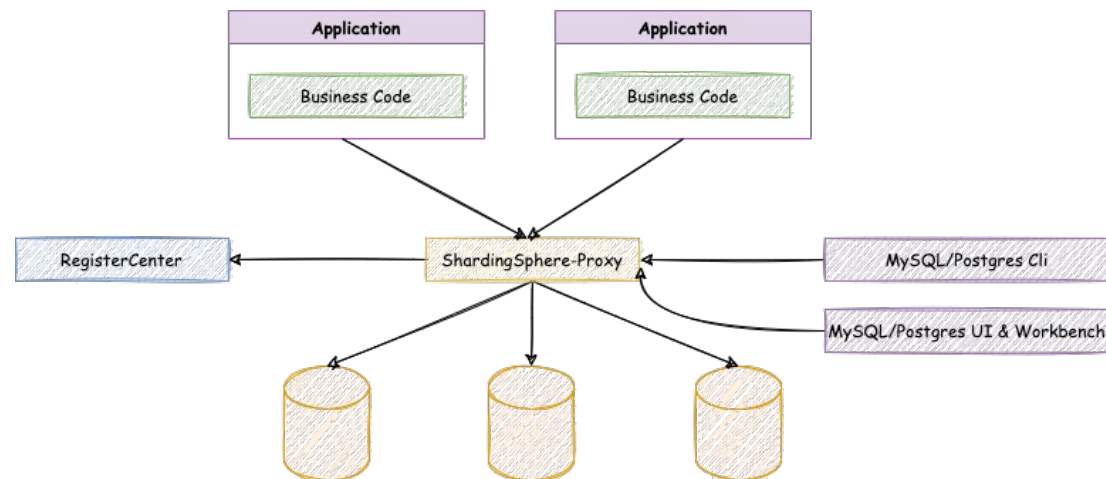 Application
Application
Business Code
Business Code
RegisterCenter
ShardingSphere-Proxy
MySQL/Postgres Cli
MySQL/Postgres UI & Workbench